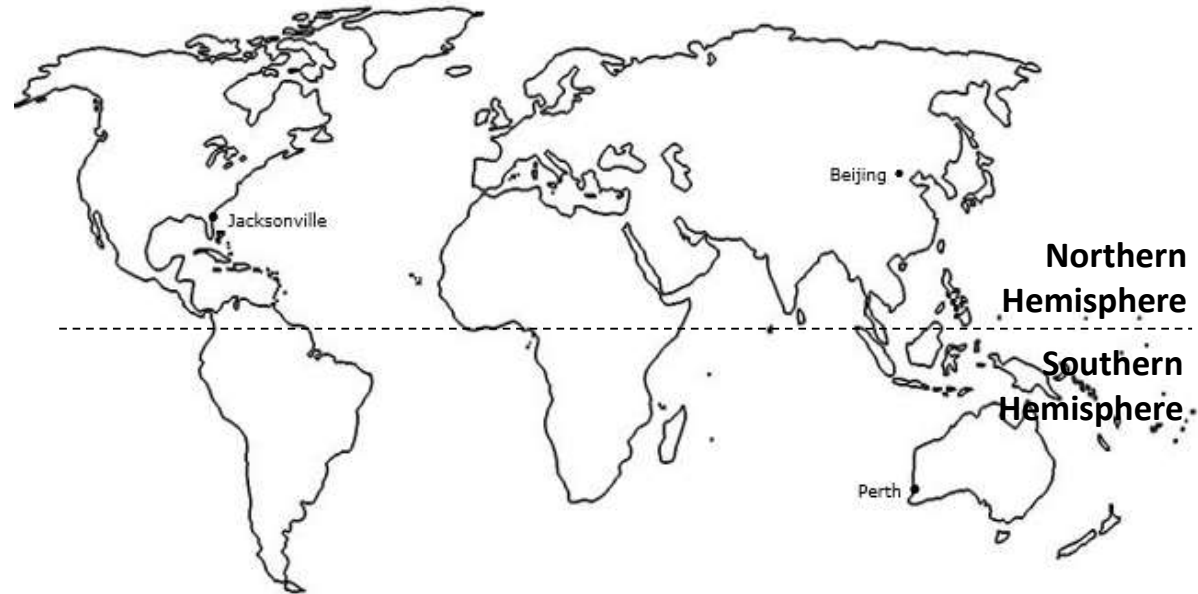 Beijing
Jacksonville
Northern
Hemisphere
Southern
Hemisphere
Perth